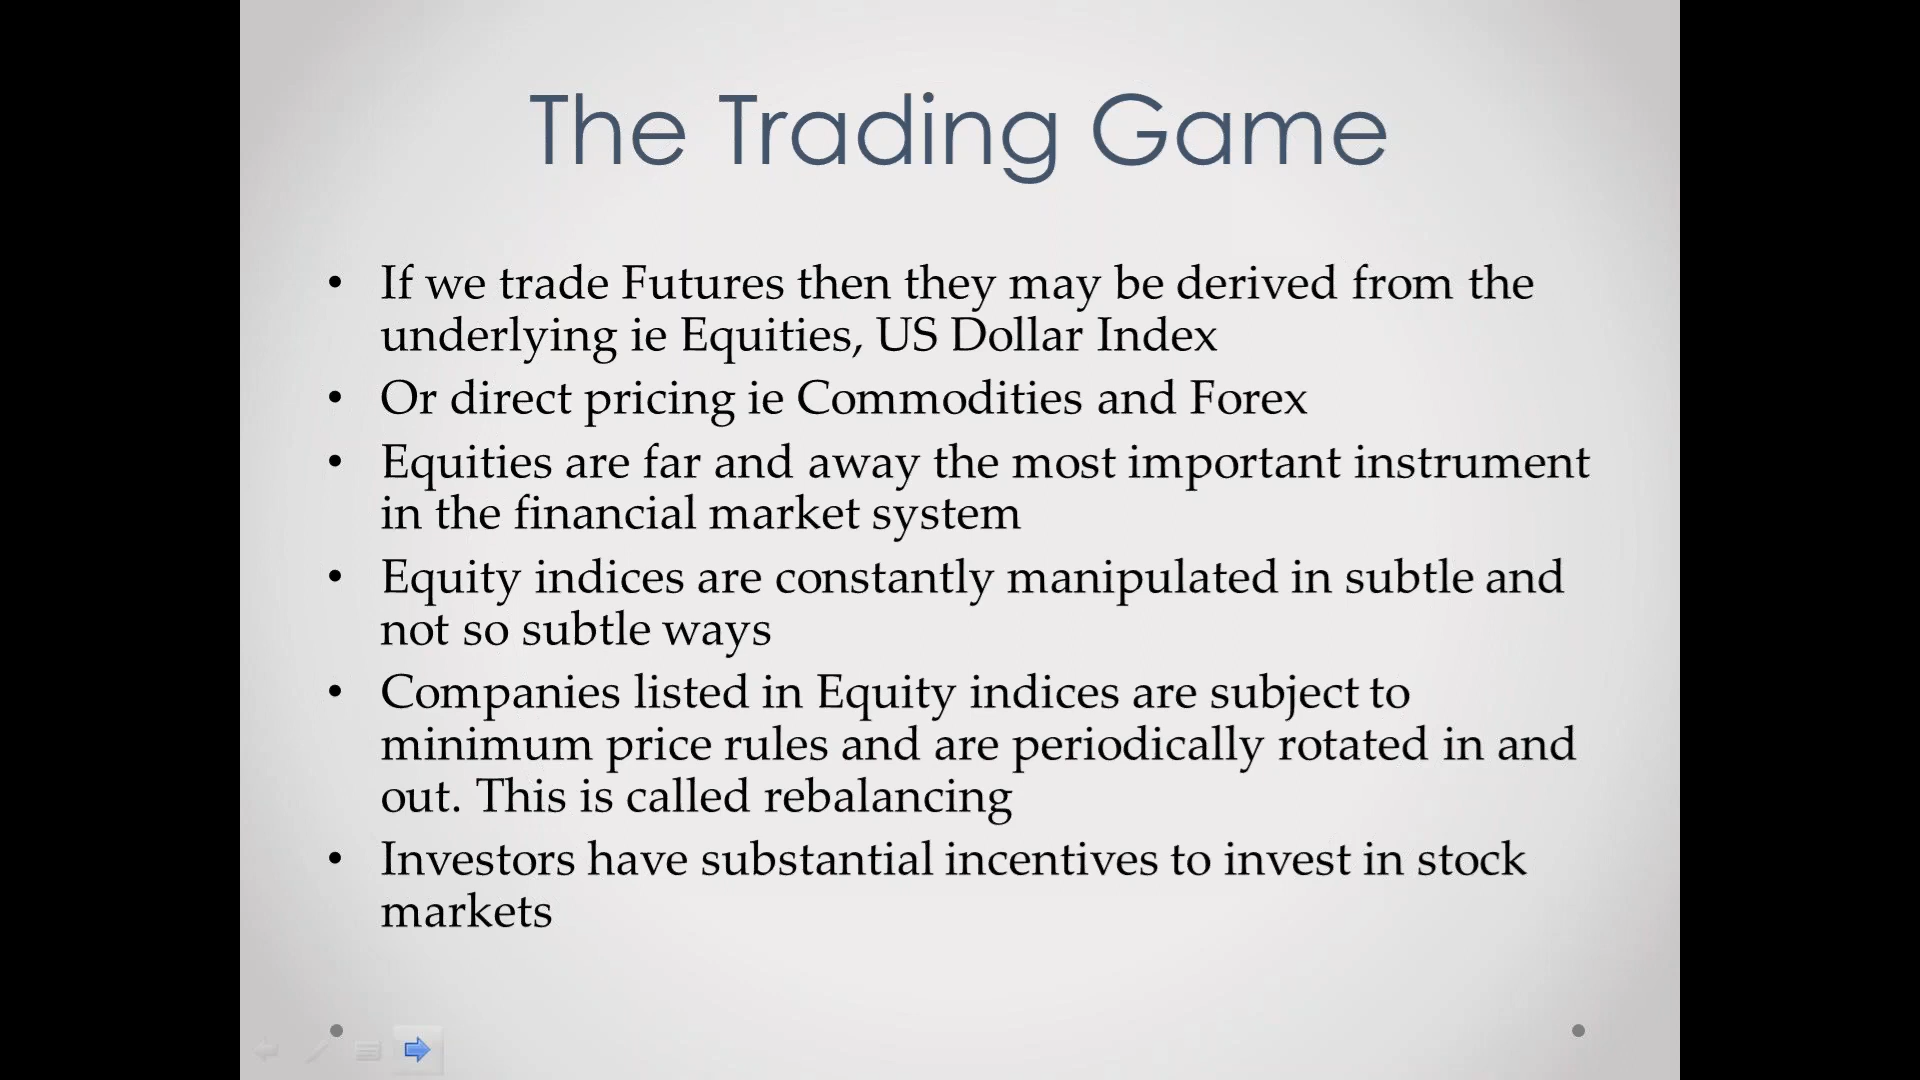 The Trading Game
• If we trade Futures then they may be derived from the
underlying ie Equities, US Dollar Index
• Or direct pricing ie Commodities and Forex
• Equities are far and away the most important instrument
in the financial market system
• Equity indices are constantly manipulated in subtle and
not so subtle ways
• Companies listed in Equity indices are subject to
minimum price rules and are periodically rotated in and
out. This is called rebalancing
• Investors have substantial incentives to invest in stock
markets